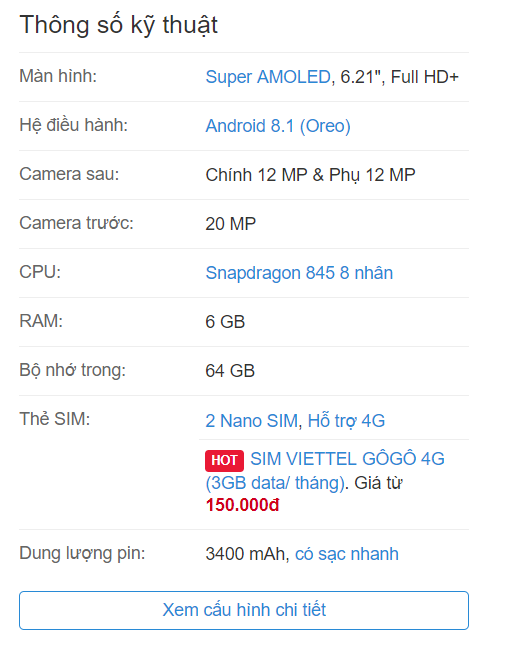 Thông số kỹ thuật
Màn hình: Super AMOLED, 6.21", Full HD+
Hệ điều hành: Android 8.1 (Oreo)
Camera sau: Chính 12 MP & Phụ 12 MP
Camera trước: 20 MP
CPU: Snapdragon 845 8 nhân
RAM: 6 GB
Bộ nhớ trong: 64 GB
Thẻ SIM: 2 Nano SIM, Hỗ trợ 4G
HOT SIM VIETTEL GÔGÔ 4G
(3GB data/ tháng). Giá từ
150.000đ
Dung lượng pin: 3400 mAh, có sạc nhanh
Xem cấu hình chi tiết